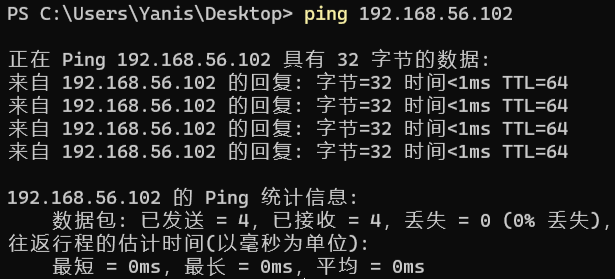 PS C:\Users\Yanis\Desktop> ping 192.168.56.102
正在 Ping 192.168.56.102 具有 32 字节的数据:
来自 192.168.56.102 的回复: 字节=32 时间<1ms TTL=64
来自 192.168.56.102 的回复: 字节=32 时间<1ms TTL=64
来自 192.168.56.102 的回复: 字节=32 时间<1ms TTL=64
来自 192.168.56.102 的回复: 字节=32 时间<1ms TTL=64
192.168.56.102 的 Ping 统计信息:
数据包: 已发送 = 4, 已接收 = 4, 丢失 = 0 (0% 丢失),
往返行程的估计时间(以毫秒为单位):
最短 = 0ms, 最长 = 0ms, 平均 = 0ms